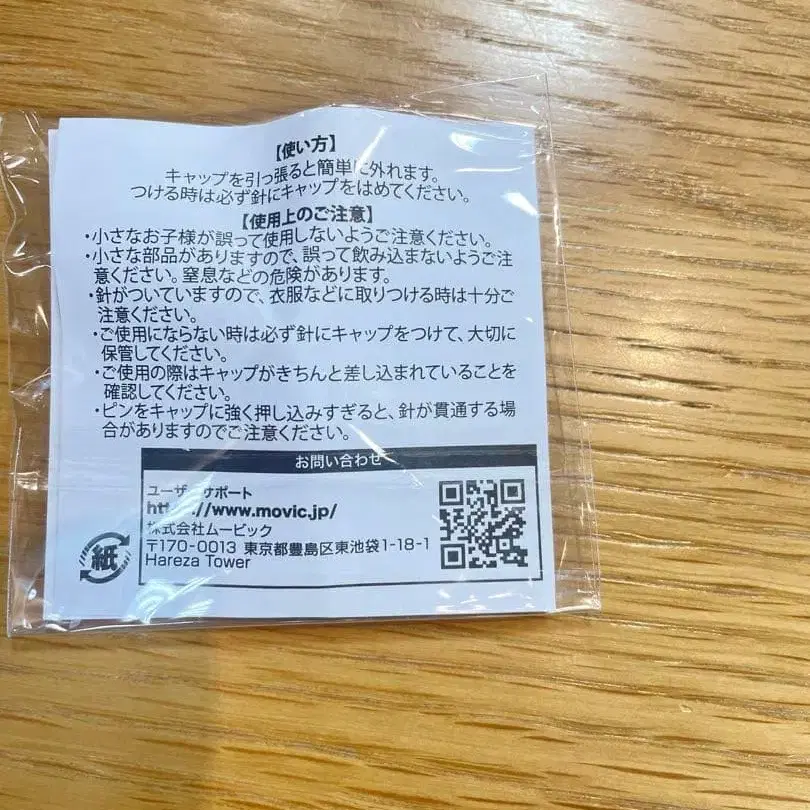 【使い方】
キャップを引っ張ると簡単に外れます。
つける時は必ず針にキャップをはめてください。
【使用上のご注意】
・小さなお子様が誤って使用しないようご注意ください。
・小さな部品がありますので、誤って飲み込まないようご注
意ください。窒息などの危険があります。
・針がついていますので、衣服などに取りつける時は十分ご
注意ください。
・ご使用にならない時は必ず針にキャップをつけて、大切に
保管してください。
・ご使用の際はキャップがきちんと差し込まれていることを
確認してください。
・ピンをキャップに強く押し込みすぎると、針が貫通する場
合がありますのでご注意ください。
お問い合わせ
ユーザーサポート
//www.movic.jp/
株式会社ムービック
〒170-0013 東京都豊島区東池袋1-18-1
Hareza Tower
紙